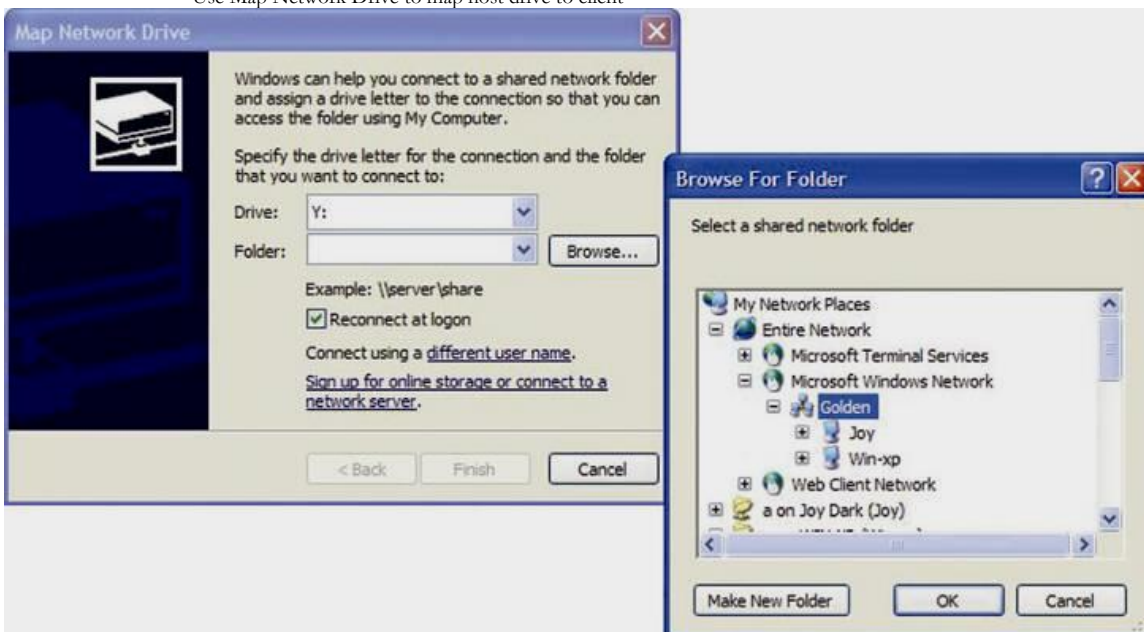 Use Map Network Drive to map host drive to client
Map Network Drive
Windows can help you connect to a shared network folder
and assign a drive letter to the connection so that you can
access the folder using My Computer.
Specify the drive letter for the connection and the folder
that you want to connect to:
Drive: Y:
Folder: Browse...
Example: \\server\share
Reconnect at logon
Connect using a different user name.
Sign up for online storage or connect to a
network server.
< Back Finish Cancel
Browse For Folder
Select a shared network folder
My Network Places
Entire Network
Microsoft Terminal Services
Microsoft Windows Network
Golden
Joy
Win-xp
Web Client Network
a on Joy Dark (Joy)
Make New Folder OK Cancel